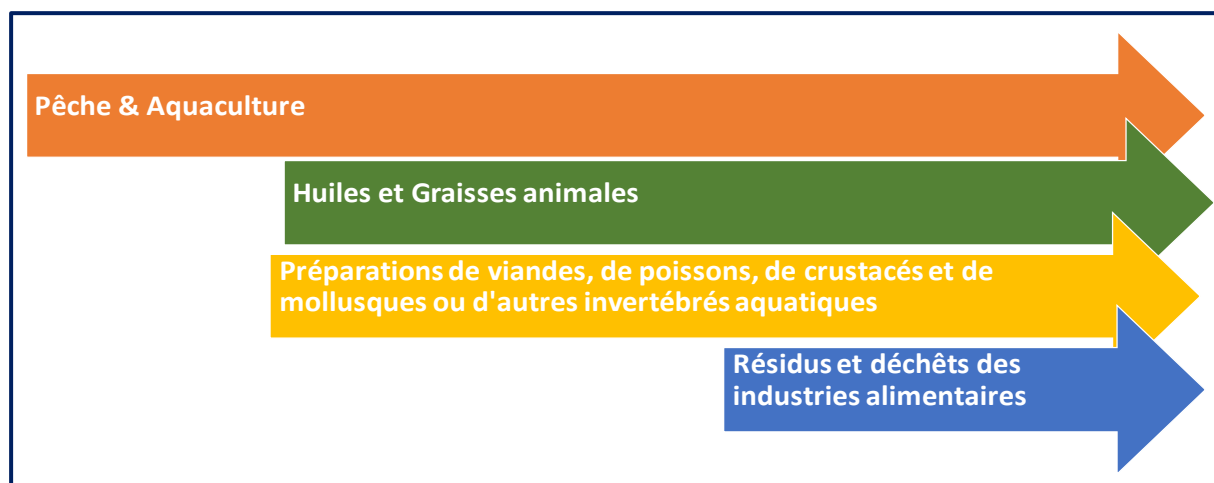 Pêche & Aquaculture
Huiles et Graisses animales
Préparations de viandes, de poissons, de crustacés et de
mollusques ou d'autres invertébrés aquatiques
Résidus et déchêts des
industries alimentaires